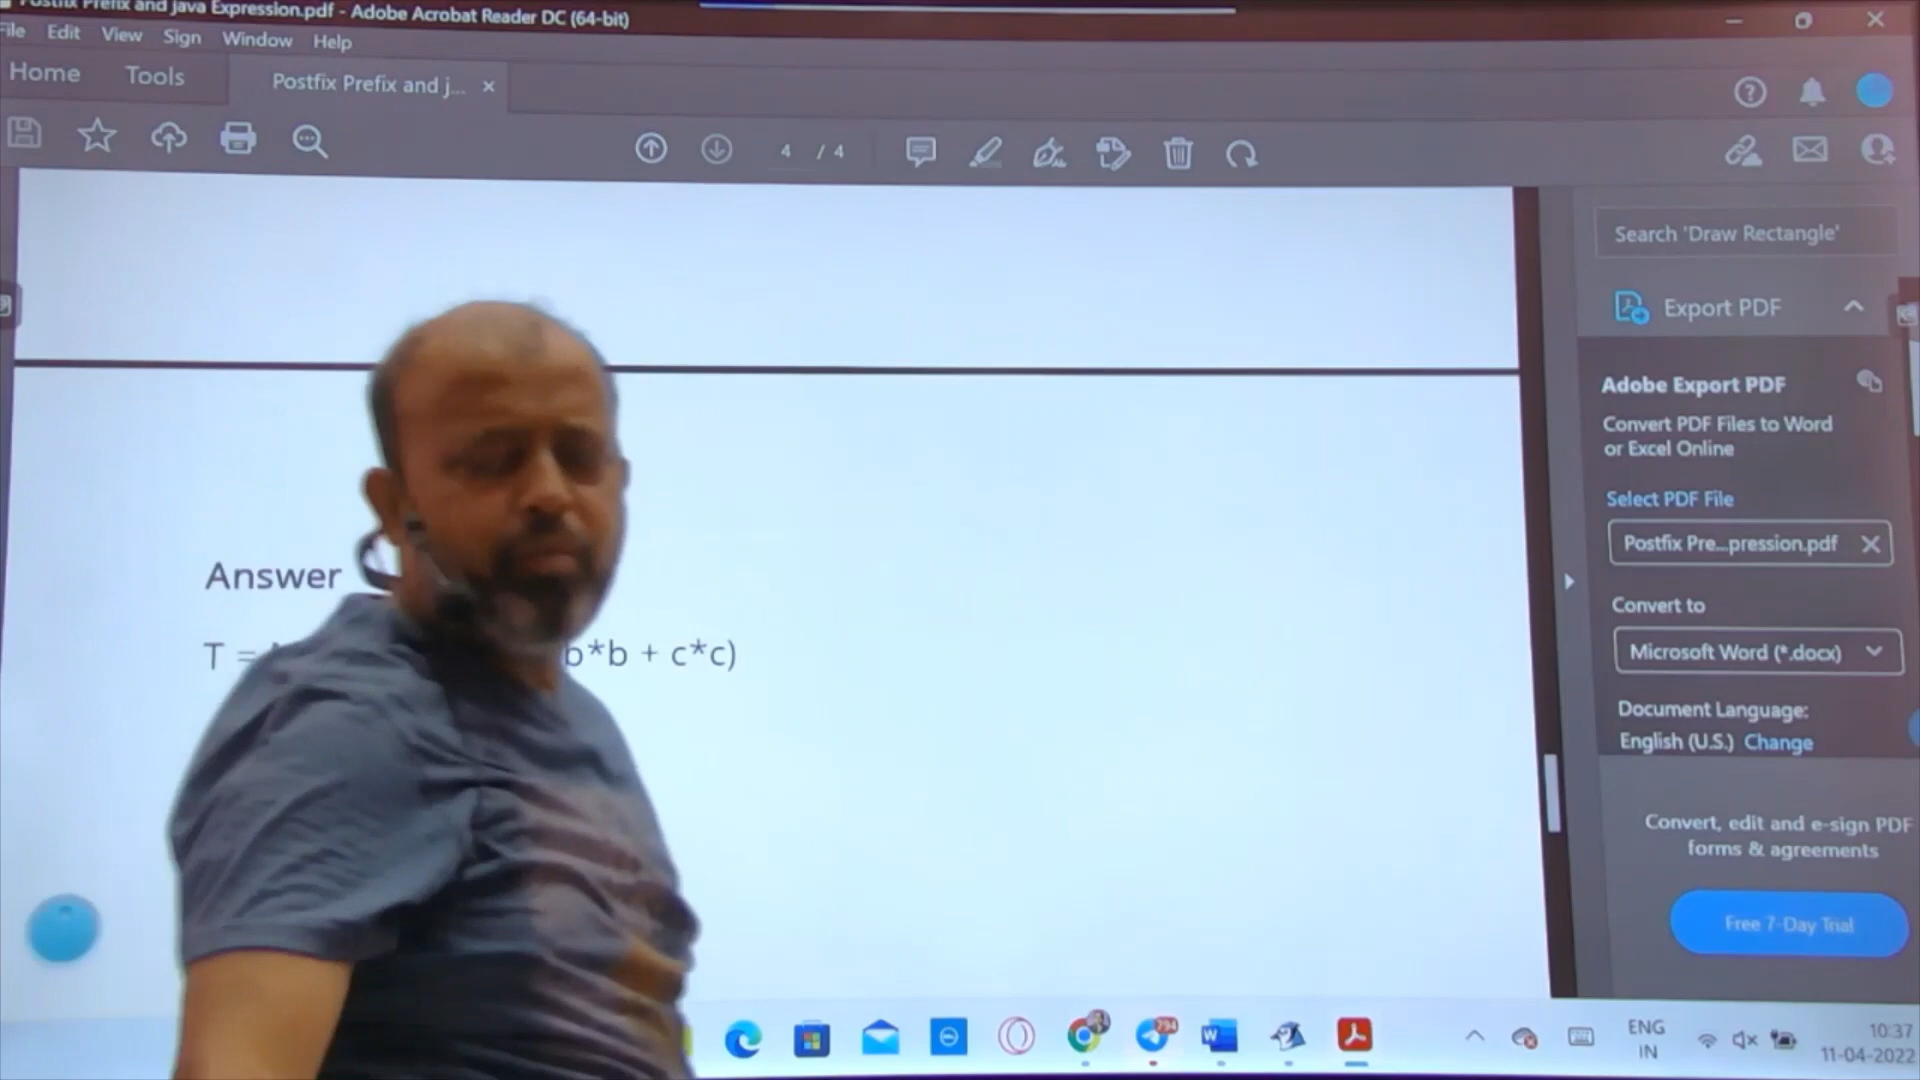 Postfix Prefix and Java Expression.pdf - Adobe Acrobat Reader DC (64-bit)
File Edit View Sign Window Help
Home Tools Postfix Prefix and j...
4 / 4
Search 'Draw Rectangle'
Export PDF
Adobe Export PDF
Convert PDF Files to Word
or Excel Online
Select PDF File
Postfix Pre...pression.pdf
Convert to
Microsoft Word (*.docx)
Document Language:
English (U.S.) Change
Convert, edit and e-sign PDF
forms & agreements
Free 7-Day Trial
Answer
T = b*b + c*c)
794
ENG
IN
10:37
11-04-2022